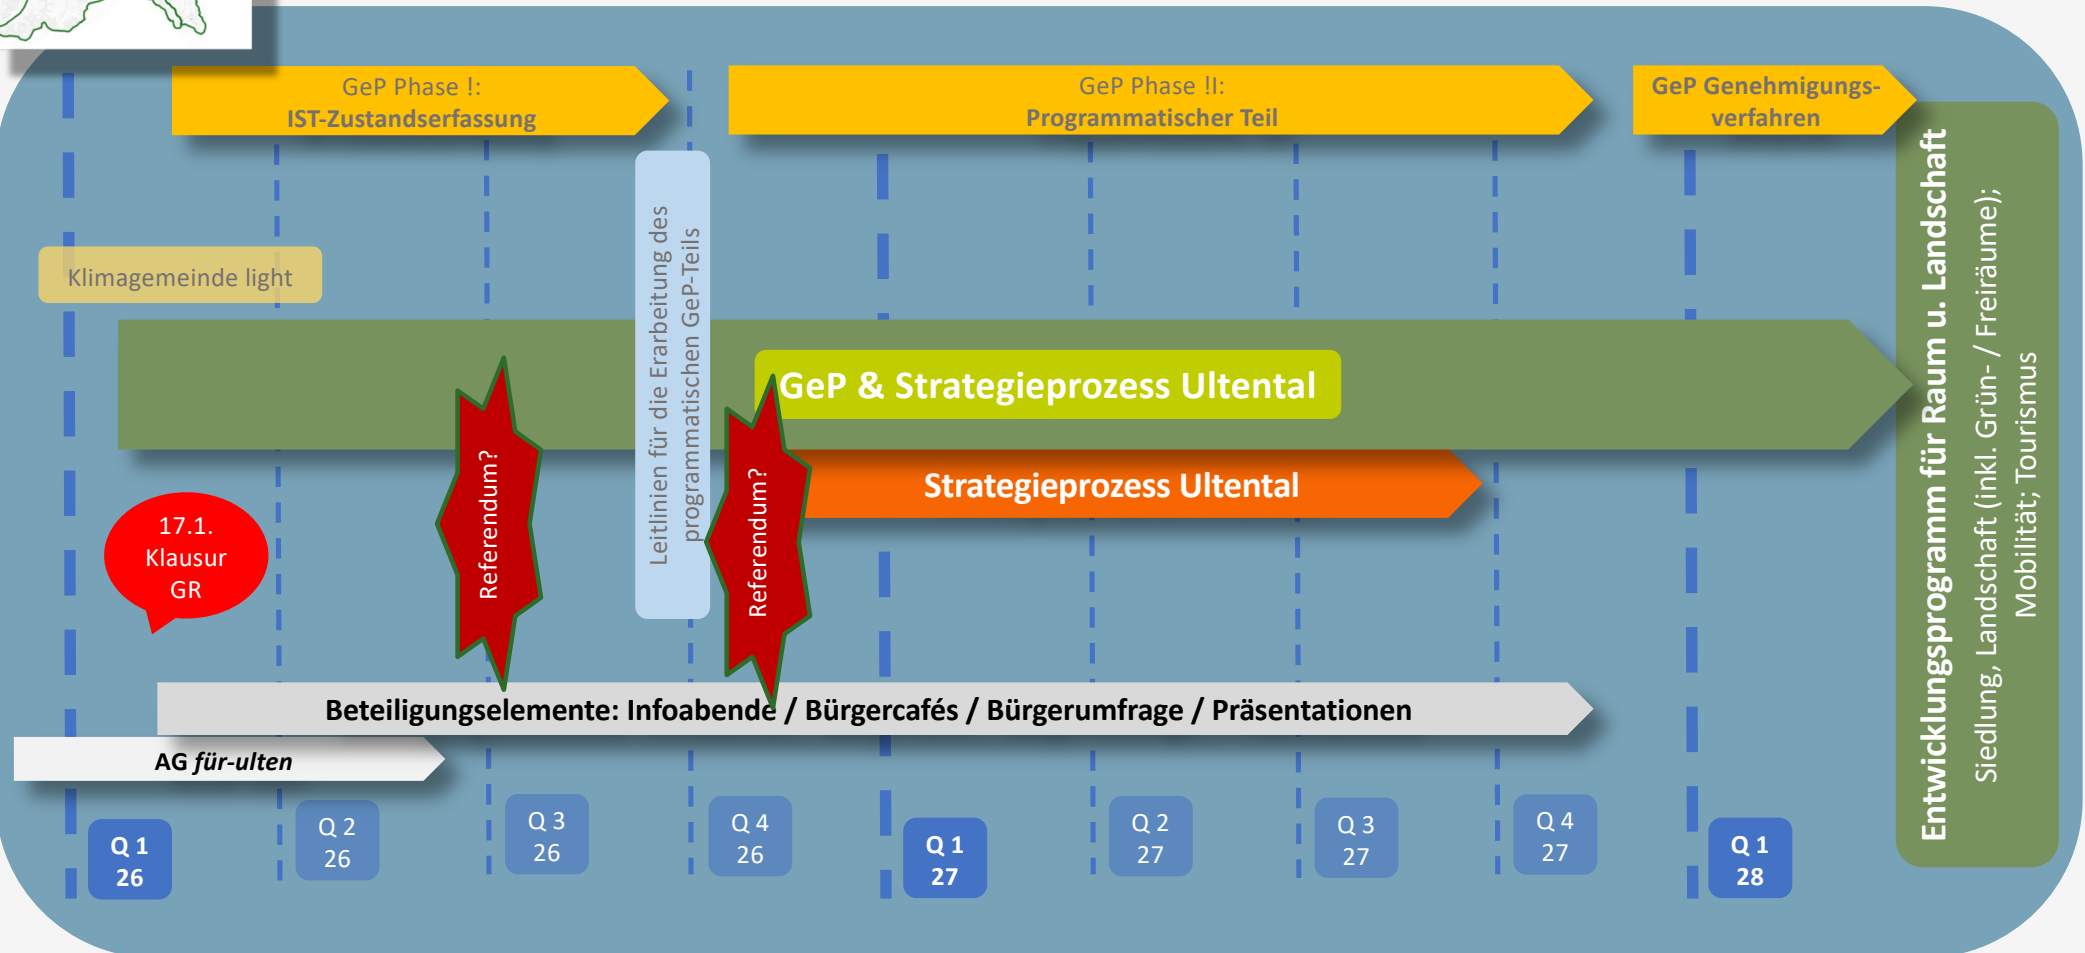 GeP Phase !:
IST-Zustandserfassung
GeP Phase !I:
Programmatischer Teil
GeP Genehmigungs-
verfahren
Klimagemeinde light
Leitlinien für die Erarbeitung des
programmatischen GeP-Teils
GeP & Strategieprozess Ultental
Strategieprozess Ultental
Referendum?
Referendum?
17.1.
Klausur
GR
Beteiligungselemente: Infoabende / Bürgercafés / Bürgerumfrage / Präsentationen
AG für-ulten
Q 1
26
Q 2
26
Q 3
26
Q 4
26
Q 1
27
Q 2
27
Q 3
27
Q 4
27
Q 1
28
Entwicklungsprogramm für Raum u. Landschaft
Siedlung, Landschaft (inkl. Grün- / Freiräume);
Mobilität; Tourismus